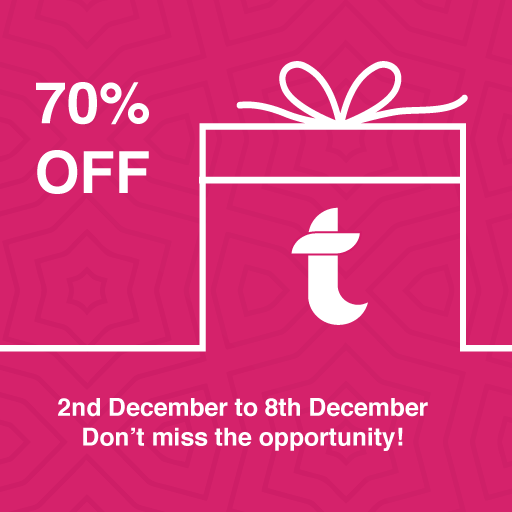 70%
OFF
t
2nd December to 8th December
Don't miss the opportunity!